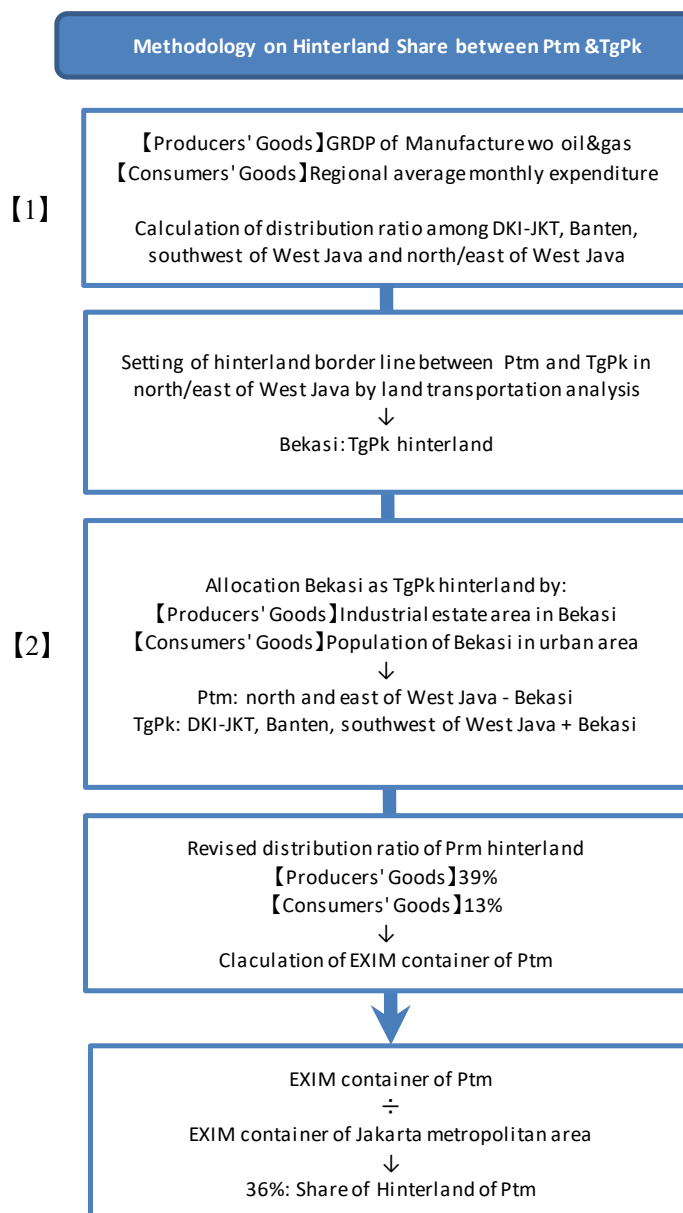 Methodology on Hinterland Share between Ptm &TgPk
【Producers' Goods】GRDP of Manufacture wo oil&gas
【Consumers' Goods】Regional average monthly expenditure
【1】
Calculation of distribution ratio among DKI-JKT, Banten,
southwest of West Java and north/east of West Java
Setting of hinterland border line between Ptm and TgPk in
north/east of West Java by land transportation analysis
↓
Bekasi: TgPk hinterland
Allocation Bekasi as TgPk hinterland by:
【Producers' Goods】Industrial estate area in Bekasi
【2】
【Consumers' Goods】Population of Bekasi in urban area
↓
Ptm: north and east of West Java - Bekasi
TgPk: DKI-JKT, Banten, southwest of West Java + Bekasi
Revised distribution ratio of Prm hinterland
【Producers' Goods】39%
【Consumers' Goods】13%
↓
Claculation of EXIM container of Ptm
EXIM container of Ptm
÷
EXIM container of Jakarta metropolitan area
↓
36%: Share of Hinterland of Ptm